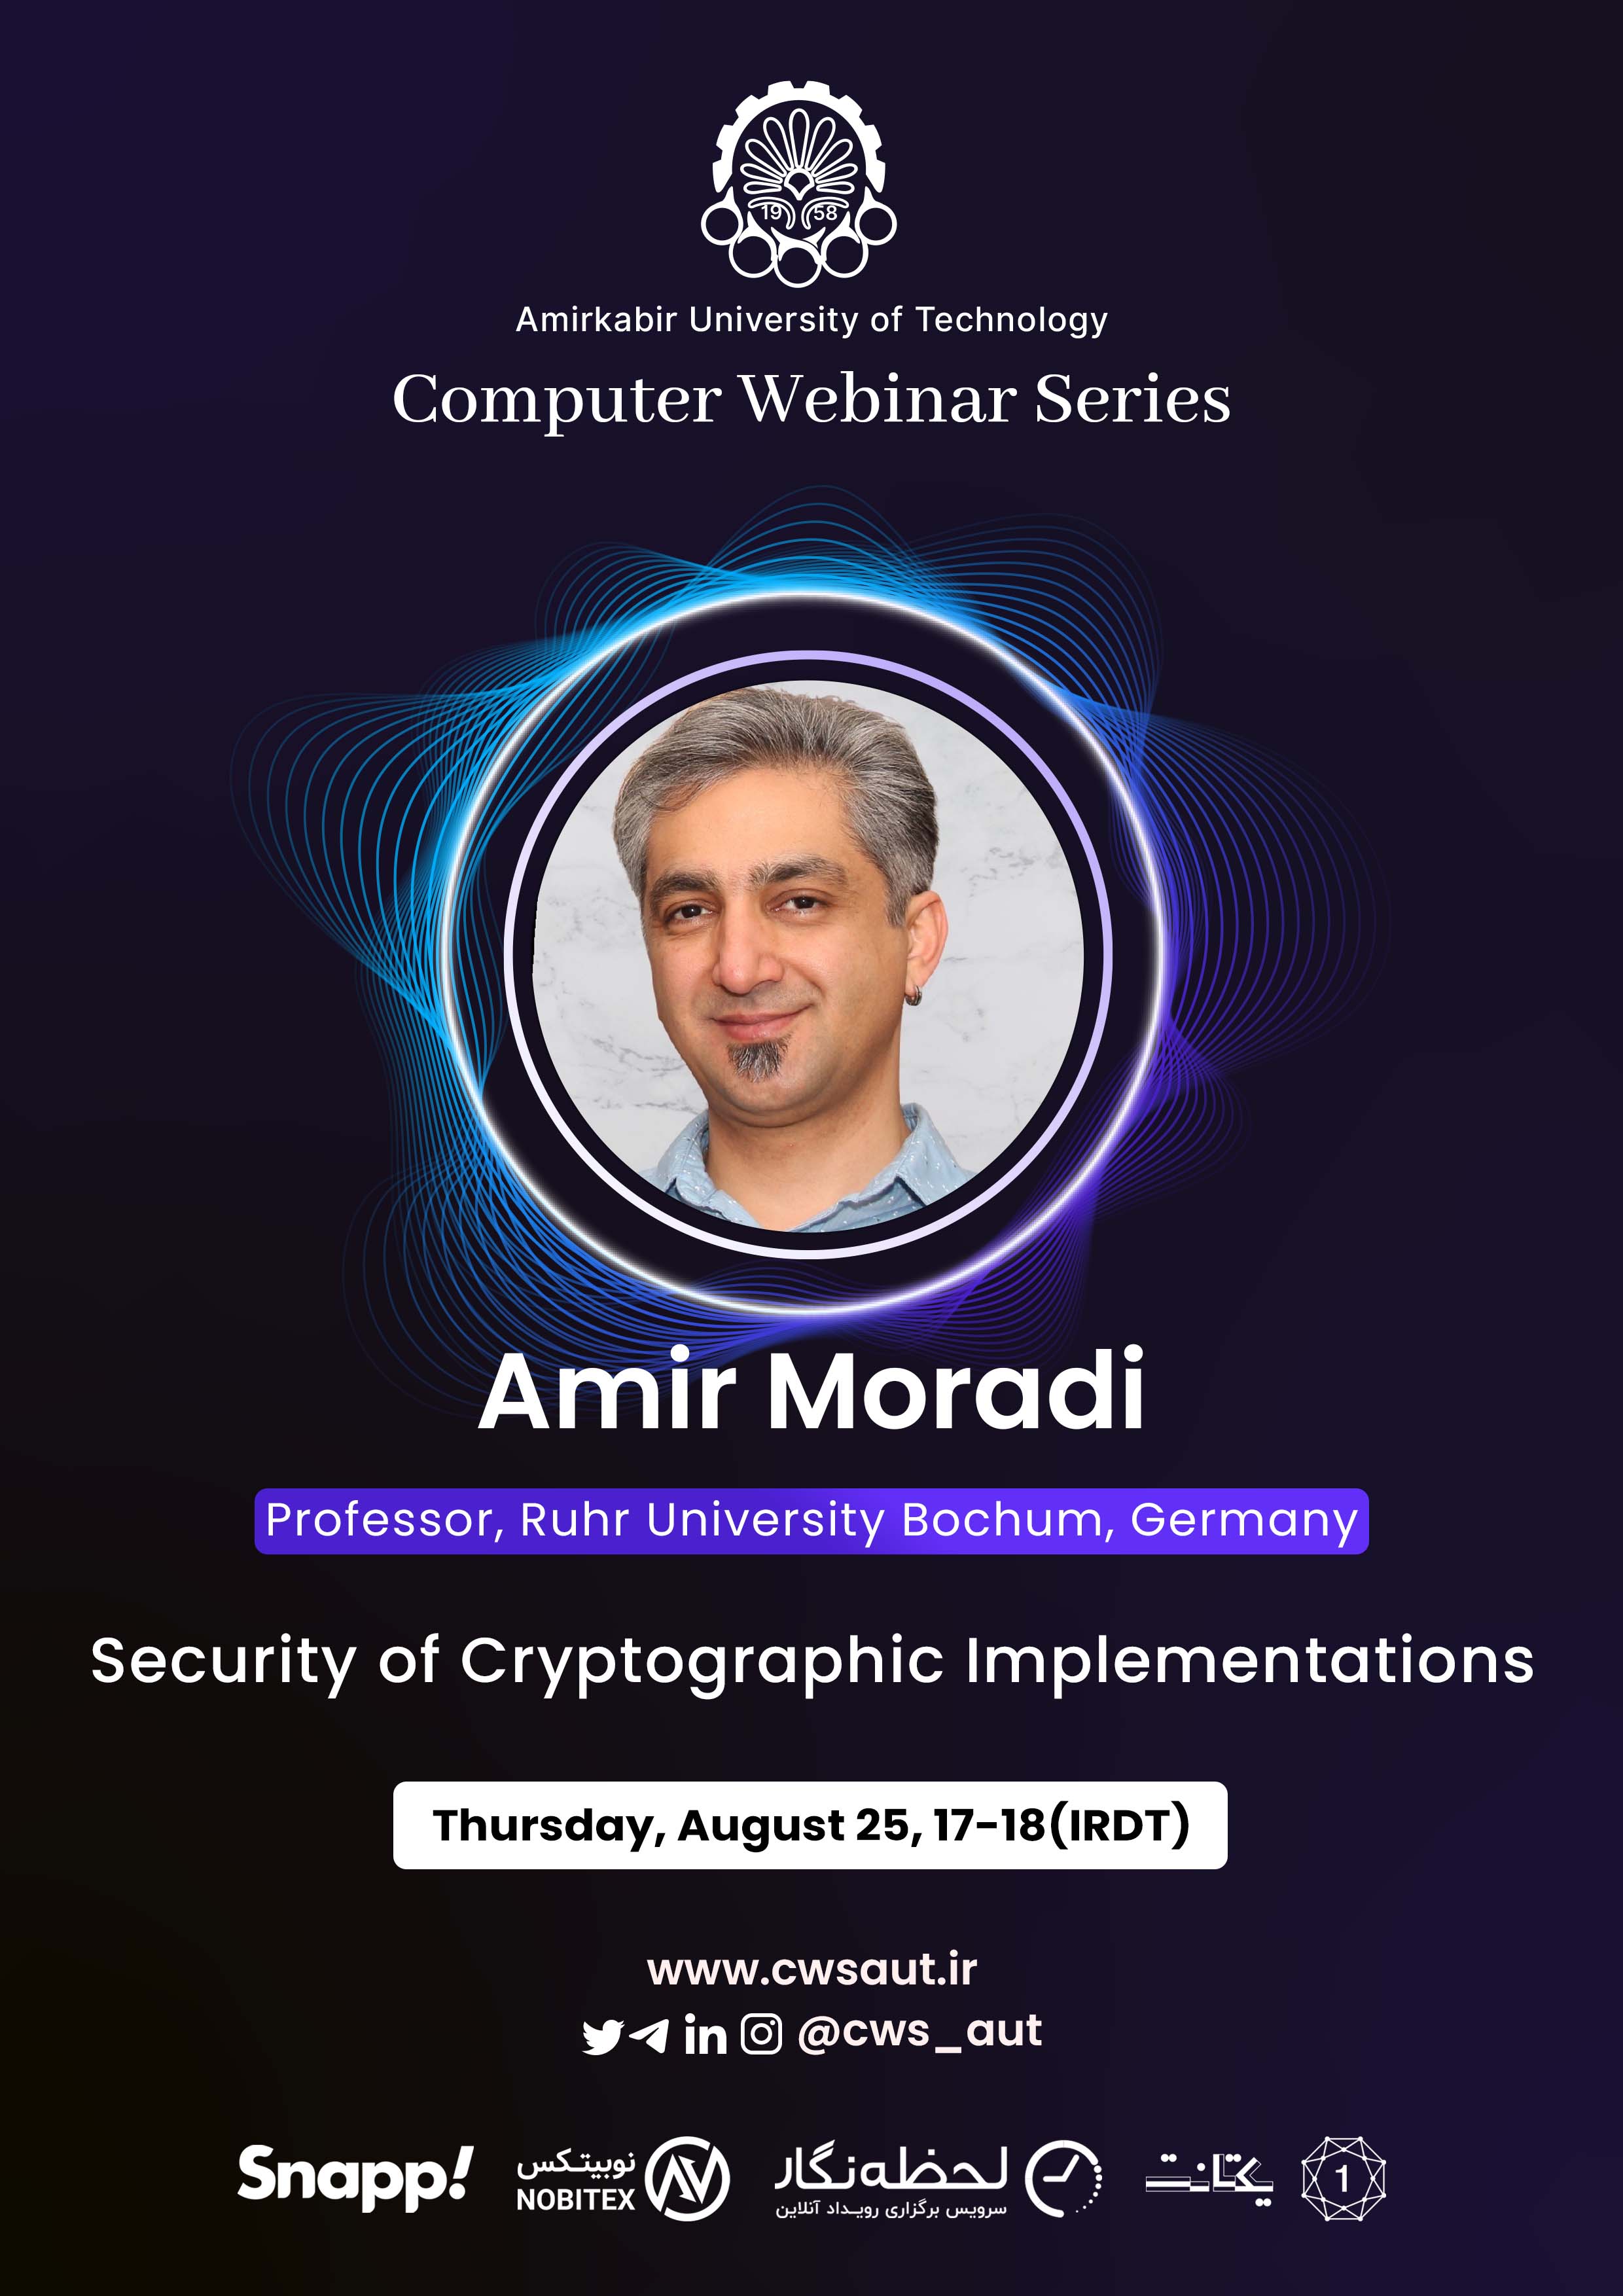 19 58
Amirkabir University of Technology
Computer Webinar Series
Amir Moradi
Professor, Ruhr University Bochum, Germany
Security of Cryptographic Implementations
Thursday, August 25, 17-18(IRDT)
www.cwsaut.ir
in @cws_aut
Snapp!
نوبیتکس
NOBITEX
لحظه‌نگار
سرویس برگزاری رویداد آنلاین
یکتانت
1